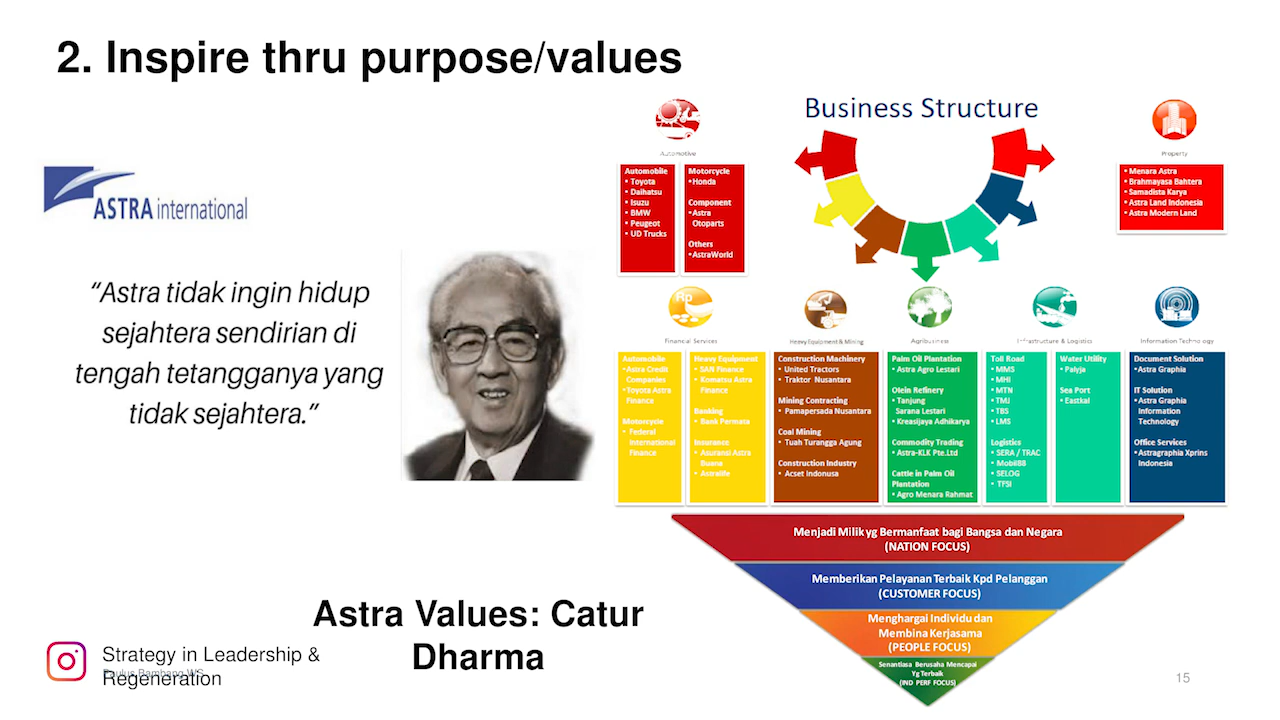 2. Inspire thru purpose/values
ASTRA international
“Astra tidak ingin hidup
sejahtera sendirian di
tengah tetangganya yang
tidak sejahtera.”
Business Structure
Automotive
Automobile
• Toyota
• Daihatsu
• Isuzu
• BMW
• Peugeot
• UD Trucks
Motorcycle
• Honda
Component
• Astra
Otoparts
Others
• AstraWorld
Property
• Menara Astra
• Brahmayasa Bahtera
• Samadista Karya
• Astra Land Indonesia
• Astra Modern Land
Rp
Financial Services
Automobile
• Astra Credit
Companies
• Toyota Astra
Finance
Motorcycle
• Federal
International
Finance
Heavy Equipment
• SAN Finance
• Komatsu Astra
Finance
Banking
• Bank Permata
Insurance
• Asuransi Astra
Buana
• Astralife
Heavy Equipment & Mining
Construction Machinery
• United Tractors
• Traktor Nusantara
Mining Contracting
• Pamapersada Nusantara
Coal Mining
• Tuah Turangga Agung
Construction Industry
• Acset Indonusa
Agribusiness
Palm Oil Plantation
• Astra Agro Lestari
Olein Refinery
• Tanjung
Sarana Lestari
• Kreasijaya Adhikarya
Commodity Trading
• Astra-KLK Pte.Ltd
Cattle in Palm Oil
Plantation
• Agro Menara Rahmat
Infrastructure & Logistics
Toll Road
• MMS
• MHI
• MTN
• TMJ
• TBS
• LMS
Logistics
• SERA / TRAC
• Mobil88
• SELOG
• TFSI
Water Utility
• Palyja
Sea Port
• Eastkal
Information Technology
Document Solution
• Astra Graphia
IT Solution
• Astra Graphia
Information
Technology
Office Services
• Astragraphia Xprins
Indonesia
Menjadi Milik yg Bermanfaat bagi Bangsa dan Negara
(NATION FOCUS)
Memberikan Pelayanan Terbaik Kpd Pelanggan
(CUSTOMER FOCUS)
Menghargai Individu dan
Membina Kerjasama
(PEOPLE FOCUS)
Senantiasa Berusaha Mencapai
Yg Terbaik
(IND PERF FOCUS)
Astra Values: Catur
Dharma
Strategy in Leadership &
Regeneration
Paulus Bambang WS
15